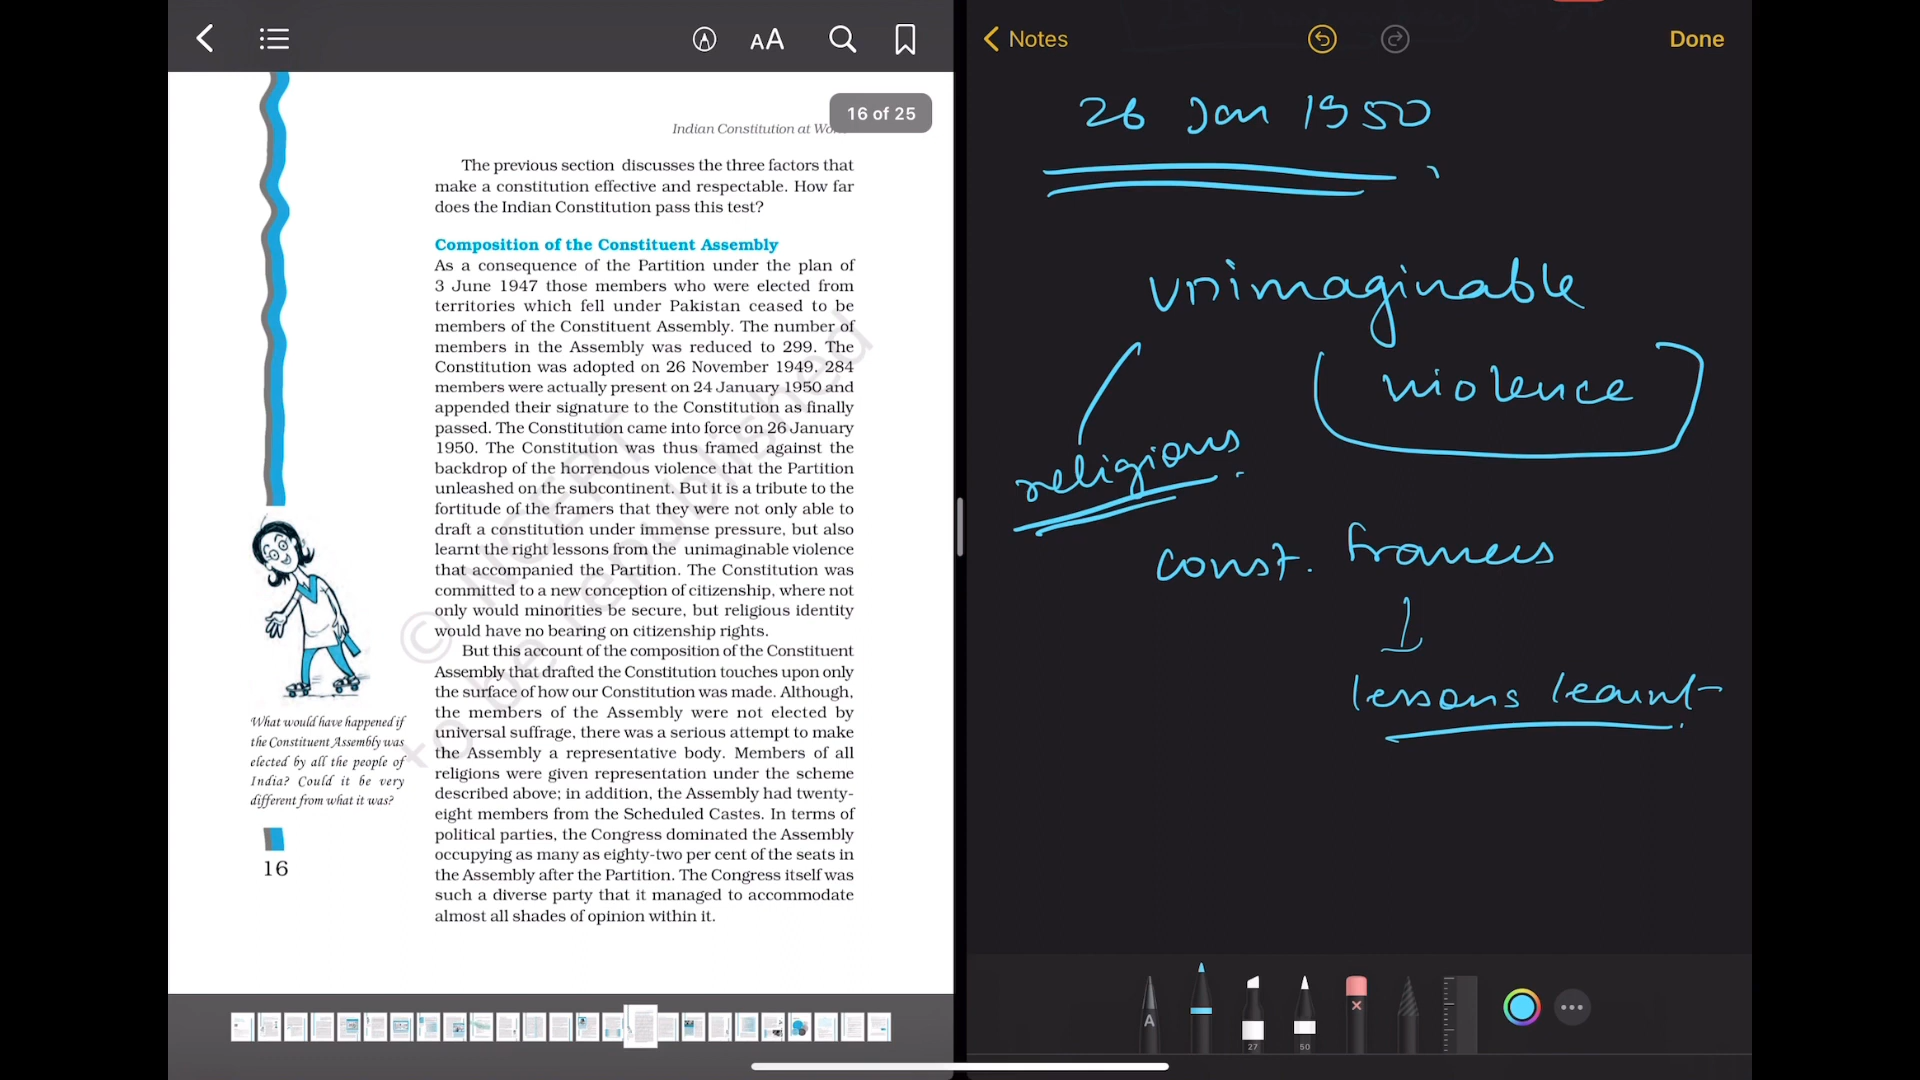 16 of 25
Indian Constitution at Wo
The previous section discusses the three factors that
make a constitution effective and respectable. How far
does the Indian Constitution pass this test?
Composition of the Constituent Assembly
As a consequence of the Partition under the plan of
3 June 1947 those members who were elected from
territories which fell under Pakistan ceased to be
members of the Constituent Assembly. The number of
members in the Assembly was reduced to 299. The
Constitution was adopted on 26 November 1949. 284
members were actually present on 24 January 1950 and
appended their signature to the Constitution as finally
passed. The Constitution came into force on 26 January
1950. The Constitution was thus framed against the
backdrop of the horrendous violence that the Partition
unleashed on the subcontinent. But it is a tribute to the
fortitude of the framers that they were not only able to
draft a constitution under immense pressure, but also
learnt the right lessons from the unimaginable violence
that accompanied the Partition. The Constitution was
committed to a new conception of citizenship, where not
only would minorities be secure, but religious identity
would have no bearing on citizenship rights.
But this account of the composition of the Constituent
Assembly that drafted the Constitution touches upon only
the surface of how our Constitution was made. Although,
the members of the Assembly were not elected by
universal suffrage, there was a serious attempt to make
the Assembly a representative body. Members of all
religions were given representation under the scheme
described above; in addition, the Assembly had twenty-
eight members from the Scheduled Castes. In terms of
political parties, the Congress dominated the Assembly
occupying as many as eighty-two per cent of the seats in
the Assembly after the Partition. The Congress itself was
such a diverse party that it managed to accommodate
almost all shades of opinion within it.
What would have happened if
the Constituent Assembly was
elected by all the people of
India? Could it be very
different from what it was?
16
© NCERT
to be republished
Notes
Done
26 Jan 1950
unimaginable
violence
religious
const. framers
lessons learnt
A
27
50